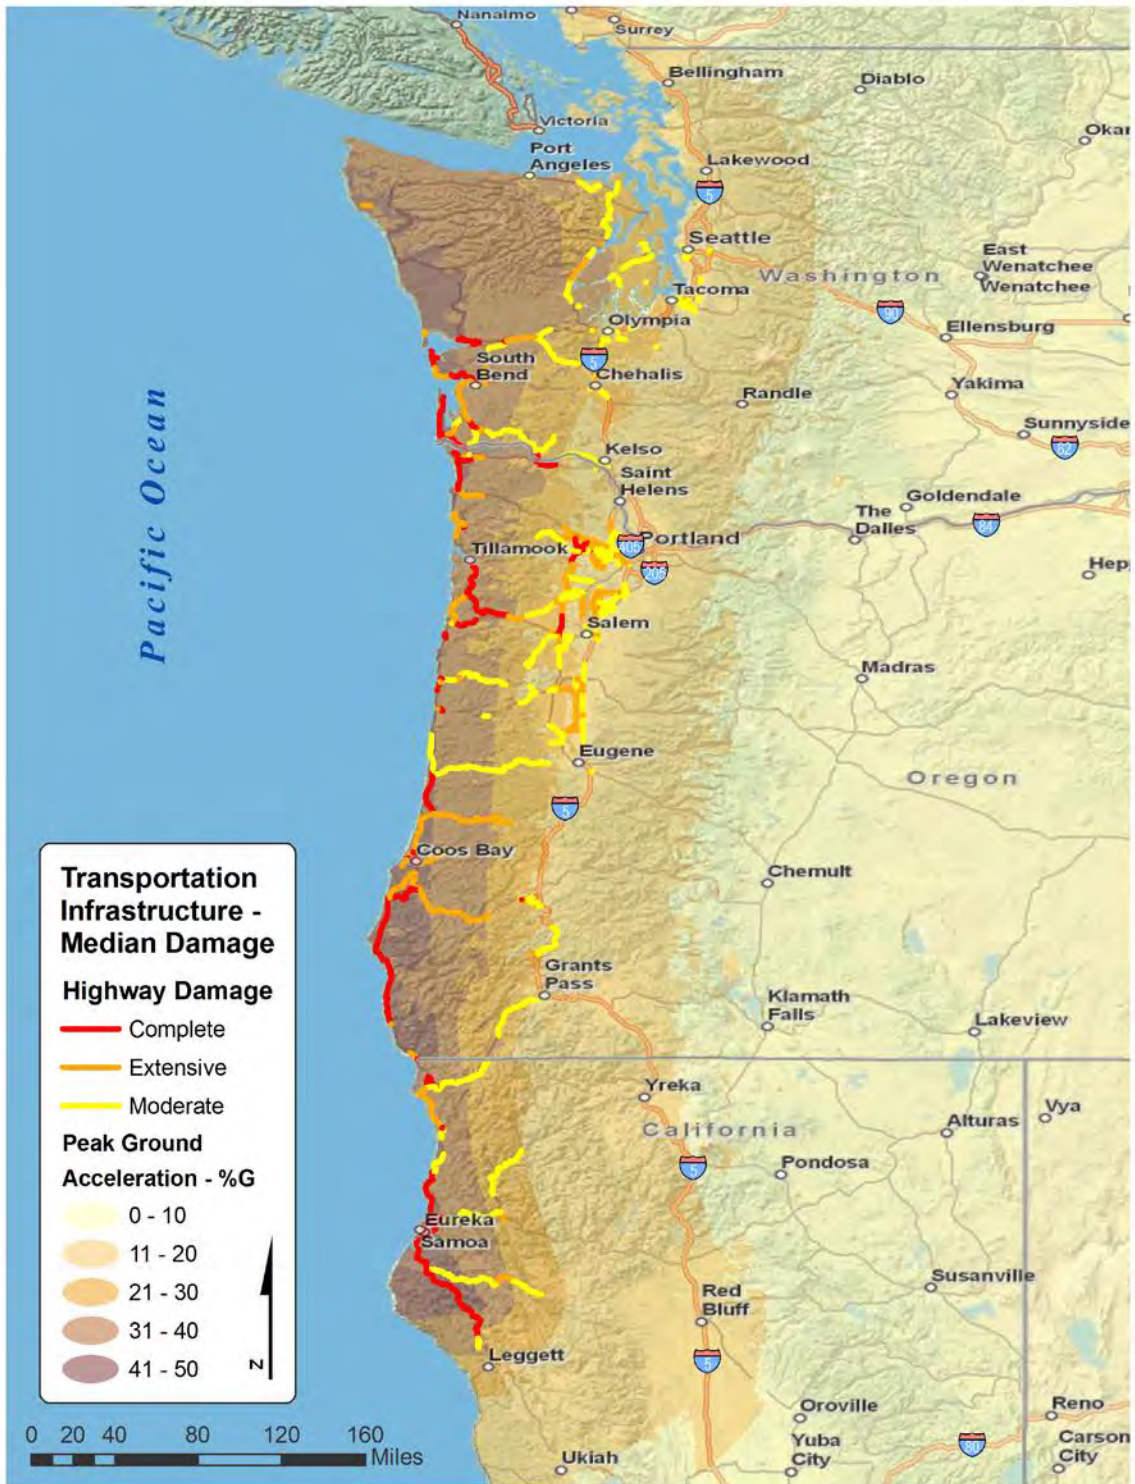 Nanaimo
Surrey
Bellingham
Diablo
Victoria
Okan
Port
Angeles
Lakewood
5
Seattle
East
Wenatchee
Washington
Wenatchee
Tacoma
90
Olympia
Ellensburg
South
Bend
5
Chehalis
Yakima
Randle
Sunnyside
82
Kelso
Saint
Helens
Goldendale
The
Dalles
84
Tillamook
405
Portland
205
Hepp
Salem
Pacific Ocean
Madras
Eugene
Oregon
5
Coos Bay
Chemult
Grants
Pass
Klamath
Falls
Lakeview
Yreka
Vya
California
Alturas
5
Pondosa
Eureka
Samoa
Susanville
Red
Bluff
Leggett
5
Oroville
Reno
Yuba
City
80
Carson
City
Ukiah
Transportation
Infrastructure -
Median Damage
Highway Damage
Complete
Extensive
Moderate
Peak Ground
Acceleration - %G
0 - 10
11 - 20
21 - 30
31 - 40
41 - 50
N
0 20 40 80 120 160
Miles